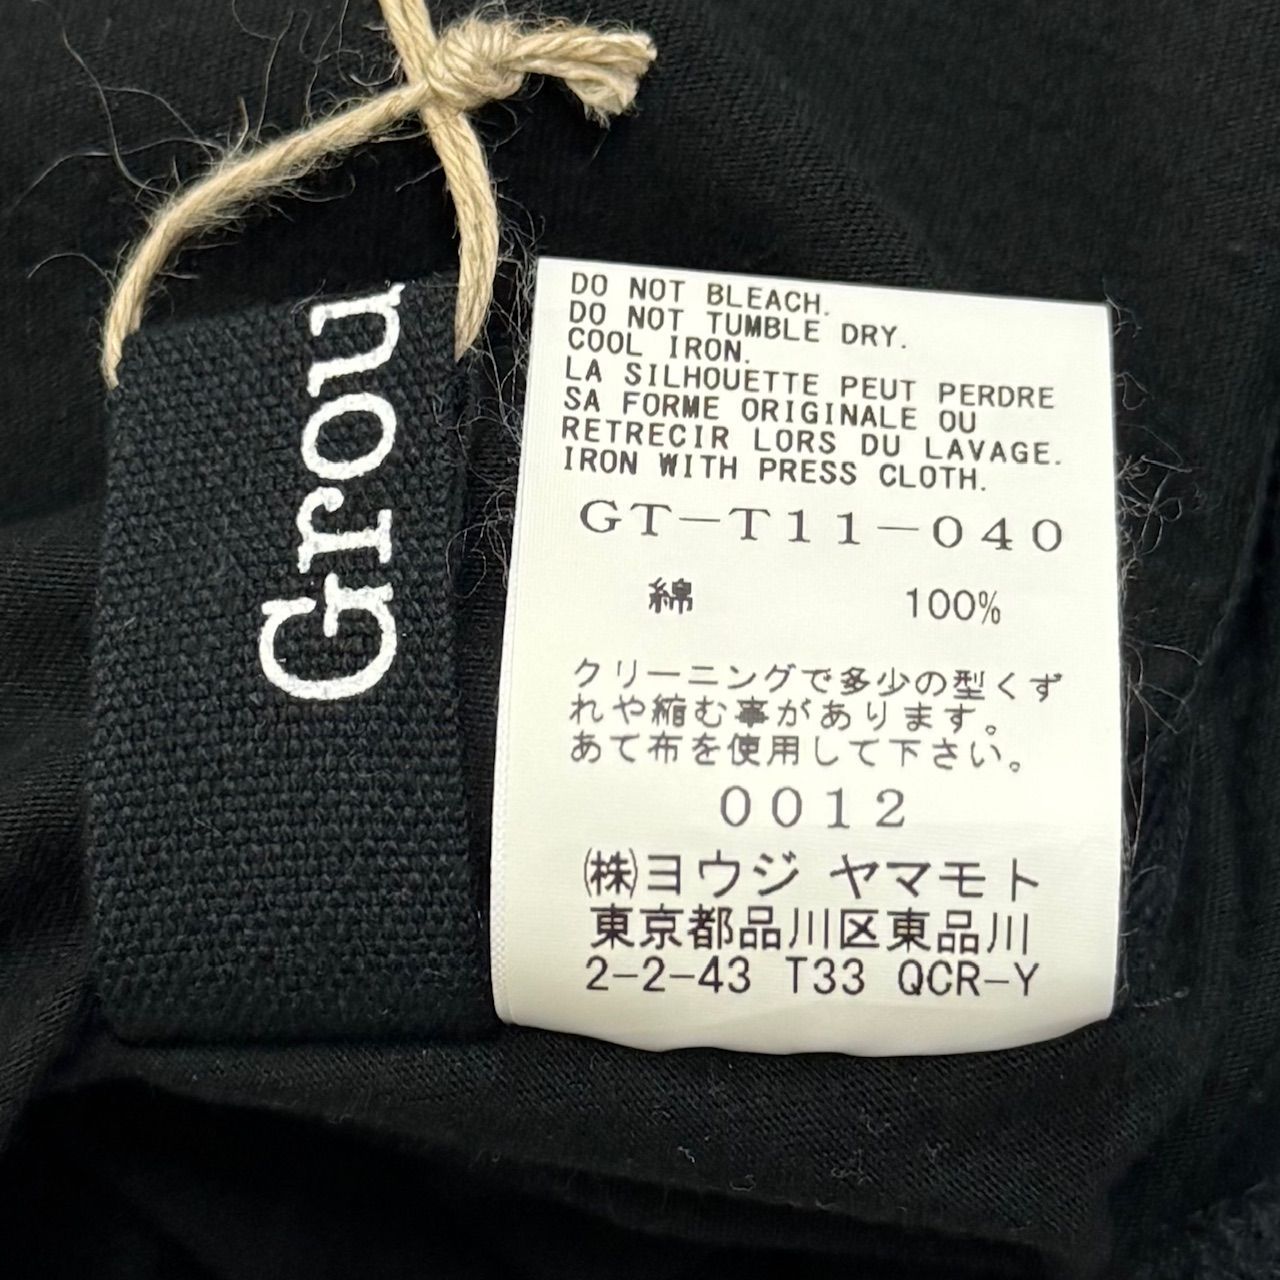 Grou
DO NOT BLEACH.
DO NOT TUMBLE DRY.
COOL IRON.
LA SILHOUETTE PEUT PERDRE
SA FORME ORIGINALE OU
RETRECIR LORS DU LAVAGE.
IRON WITH PRESS CLOTH.
GT-T11-040
綿 100%
クリーニングで多少の型くず
れや縮む事があります。
あて布を使用して下さい。
0012
㈱ヨウジ ヤマモト
東京都品川区東品川
2-2-43 T33 QCR-Y